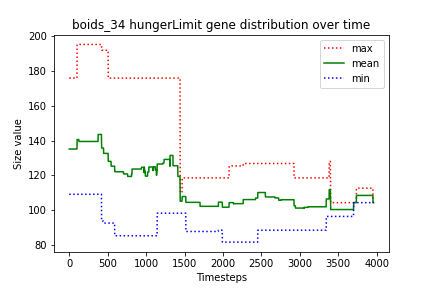 boids_34 hungerLimit gene distribution over time
200
180
160
140
120
100
80
Size value
max
mean
min
0
500
1000
1500
2000
2500
3000
3500
4000
Timesteps